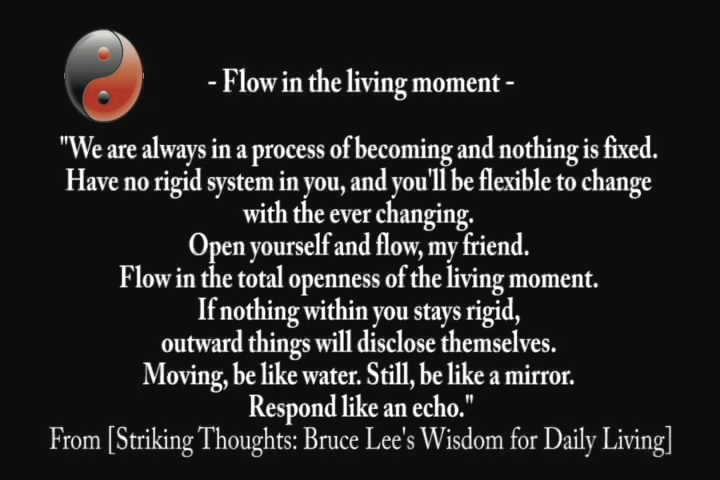 - Flow in the living moment -
"We are always in a process of becoming and nothing is fixed.
Have no rigid system in you, and you'll be flexible to change
with the ever changing.
Open yourself and flow, my friend.
Flow in the total openness of the living moment.
If nothing within you stays rigid,
outward things will disclose themselves.
Moving, be like water. Still, be like a mirror.
Respond like an echo."
From [Striking Thoughts: Bruce Lee's Wisdom for Daily Living]